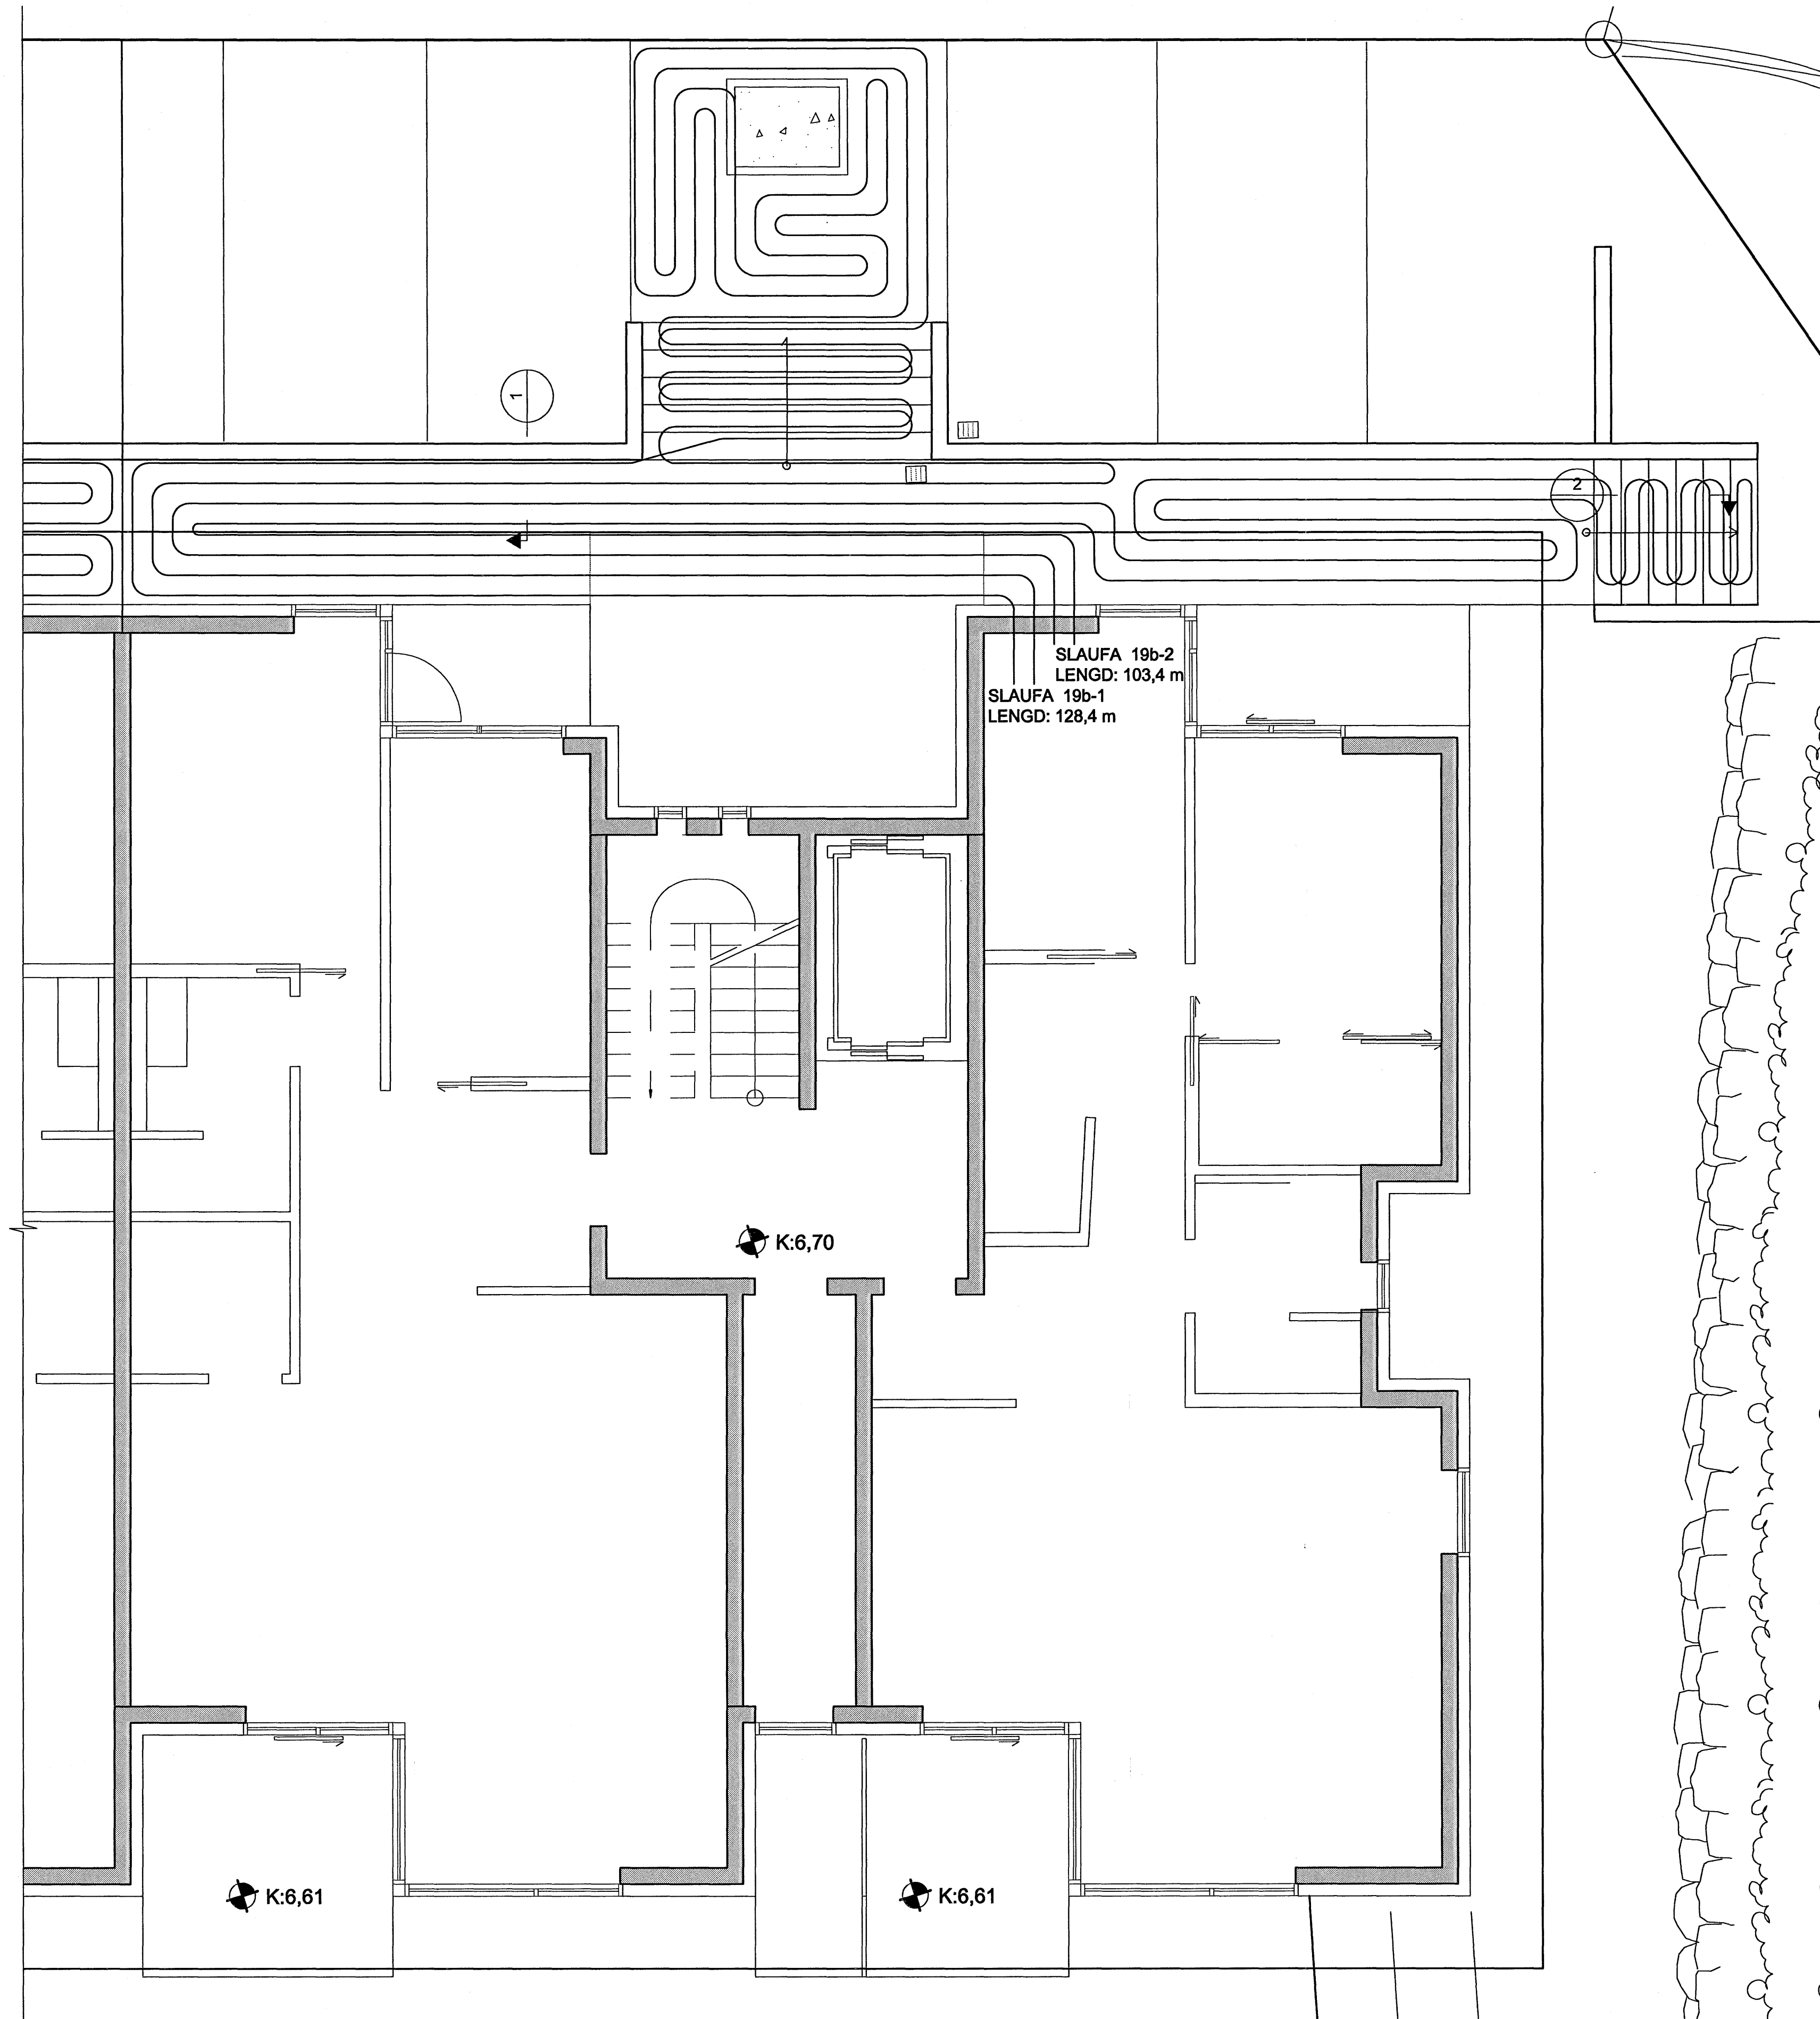 1
2
SLAUFA 19b-2
LENGD: 103,4 m
SLAUFA 19b-1
LENGD: 128,4 m
K:6,70
K:6,61
K:6,61